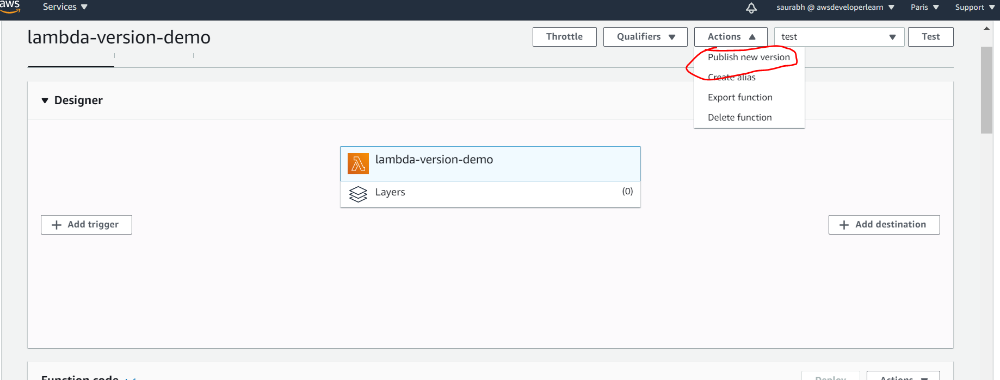 aws Services saurabh @ awsdeveloperlearn Paris Support
lambda-version-demo Throttle Qualifiers Actions test Test
Publish new version
Create alias
Export function
Delete function
Designer
lambda-version-demo
Layers (0)
Add trigger Add destination
Function code
Deploy Actions